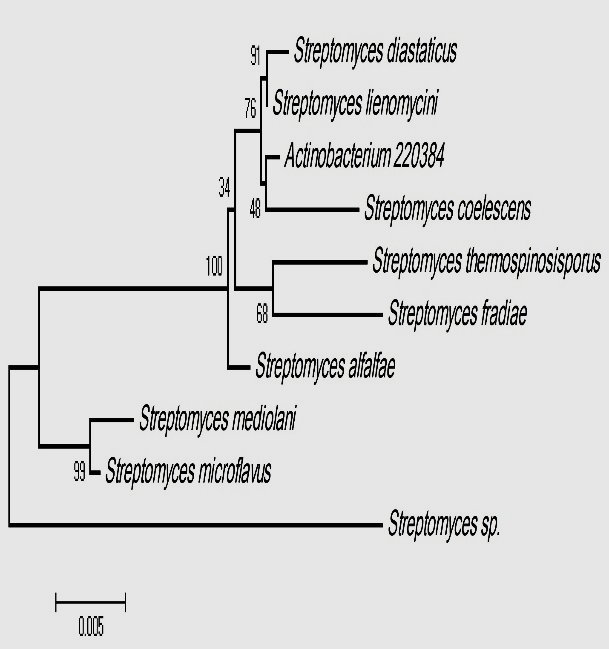 91
Streptomyces diastaticus
Streptomyces lienomycini
76
Actinobacterium 220384
34
48
Streptomyces coelescens
100
Streptomyces thermospinosisporus
68
Streptomyces fradiae
Streptomyces alfalfae
Streptomyces mediolani
99
Streptomyces microflavus
Streptomyces sp.
0.005